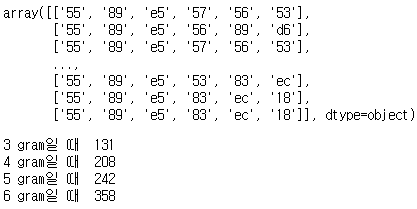 array([['55', '89', 'e5', '57', '56', '53'],
['55', '89', 'e5', '56', '89', 'd6'],
['55', '89', 'e5', '57', '56', '53'],
...,
['55', '89', 'e5', '53', '83', 'ec'],
['55', '89', 'e5', '83', 'ec', '18'],
['55', '89', 'e5', '83', 'ec', '18']], dtype=object)
3 gram일 때 131
4 gram일 때 208
5 gram일 때 242
6 gram일 때 358